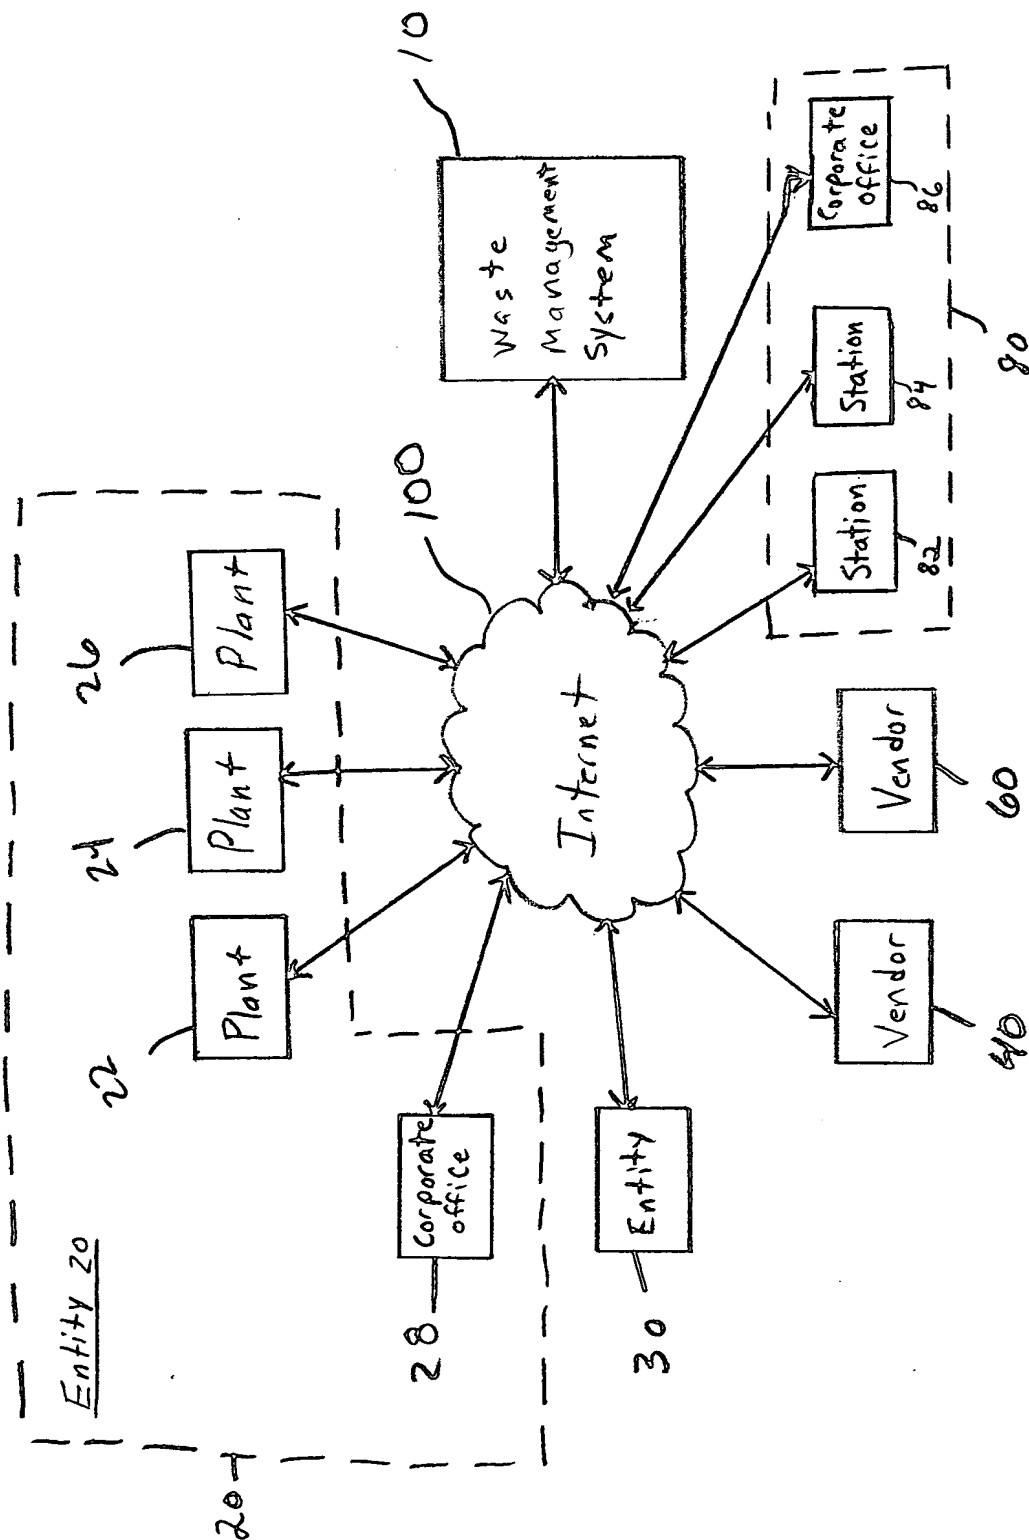 Entity 20
22
24
26
20
Plant
Plant
Plant
28
Corporate
office
100
10
Waste
Management
System
Internet
30
Entity
Vendor
40
Vendor
60
Station
82
Station
84
Corporate
office
86
80